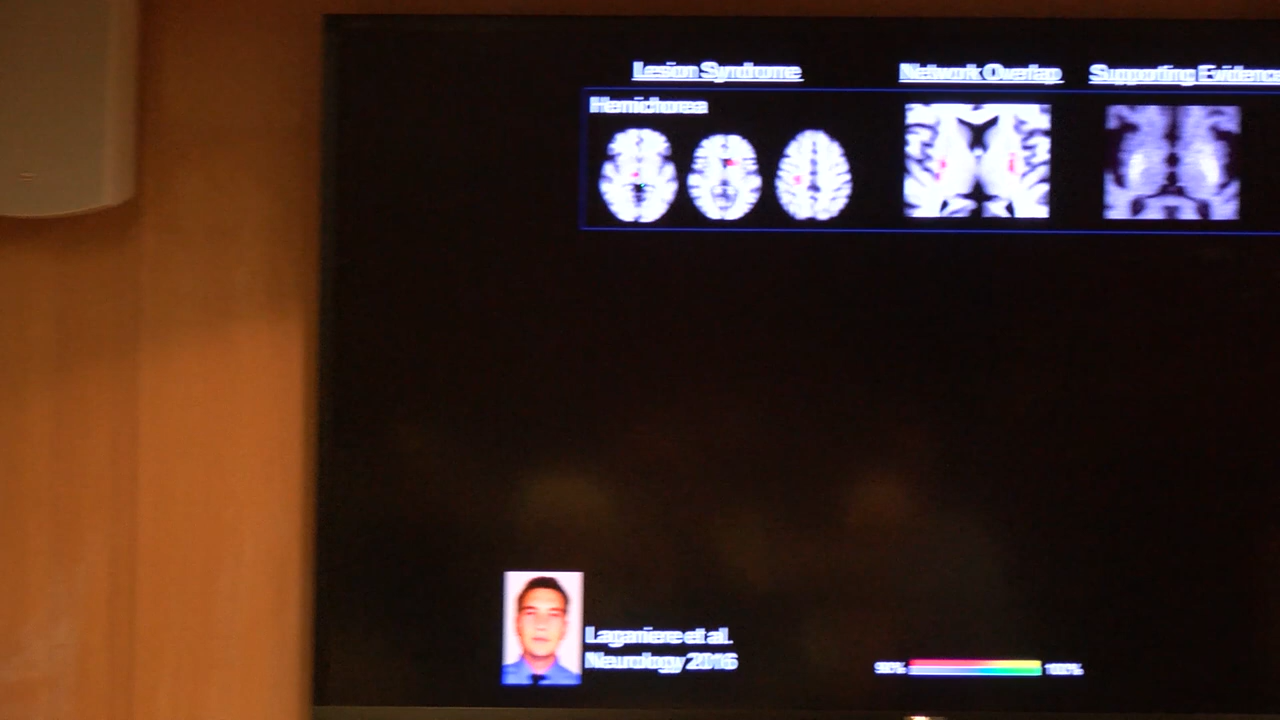 Lesion Syndrome
Network Overlap
Supporting Evidence
Hemichorea
Laganiere et al.
Neurology 2016
90%
100%